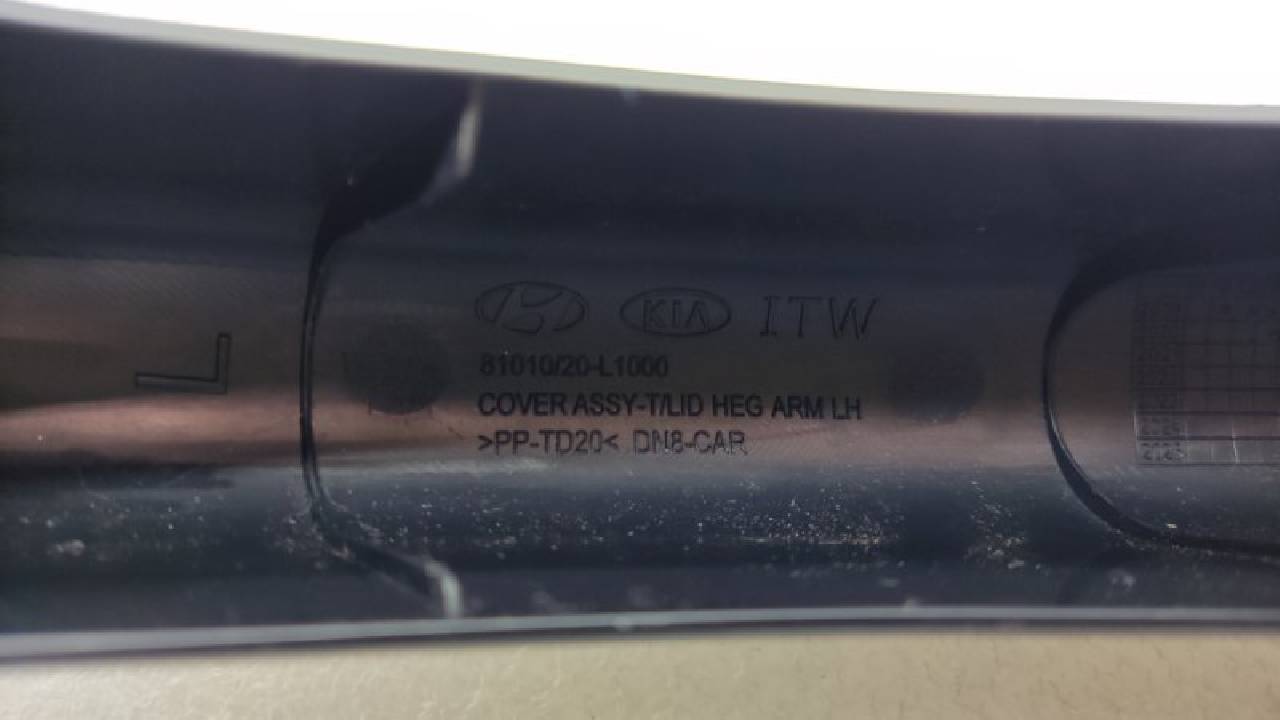 KIA ITW
L
81010/20-L1000
COVER ASSY-T/LID HEG ARM LH
>PP-TD20< DN8-CAR